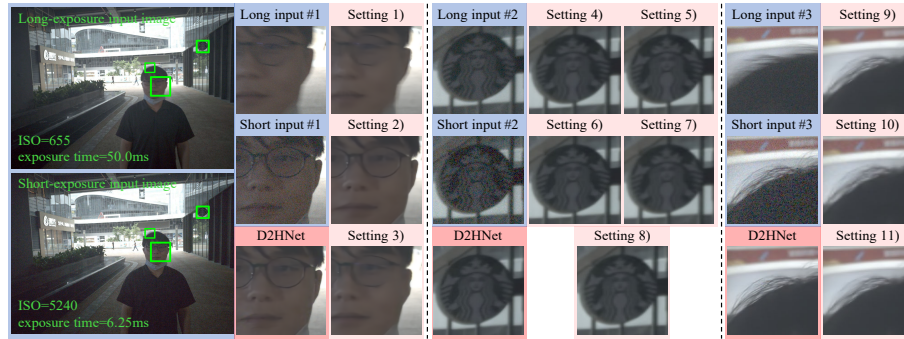 Long-exposure input image
ISO=655
exposure time=50.0ms
Short-exposure input image
ISO=5240
exposure time=6.25ms
Long input #1
Setting 1)
Short input #1
Setting 2)
D2HNet
Setting 3)
Long input #2
Setting 4)
Setting 5)
Short input #2
Setting 6)
Setting 7)
D2HNet
Setting 8)
Long input #3
Setting 9)
Short input #3
Setting 10)
D2HNet
Setting 11)